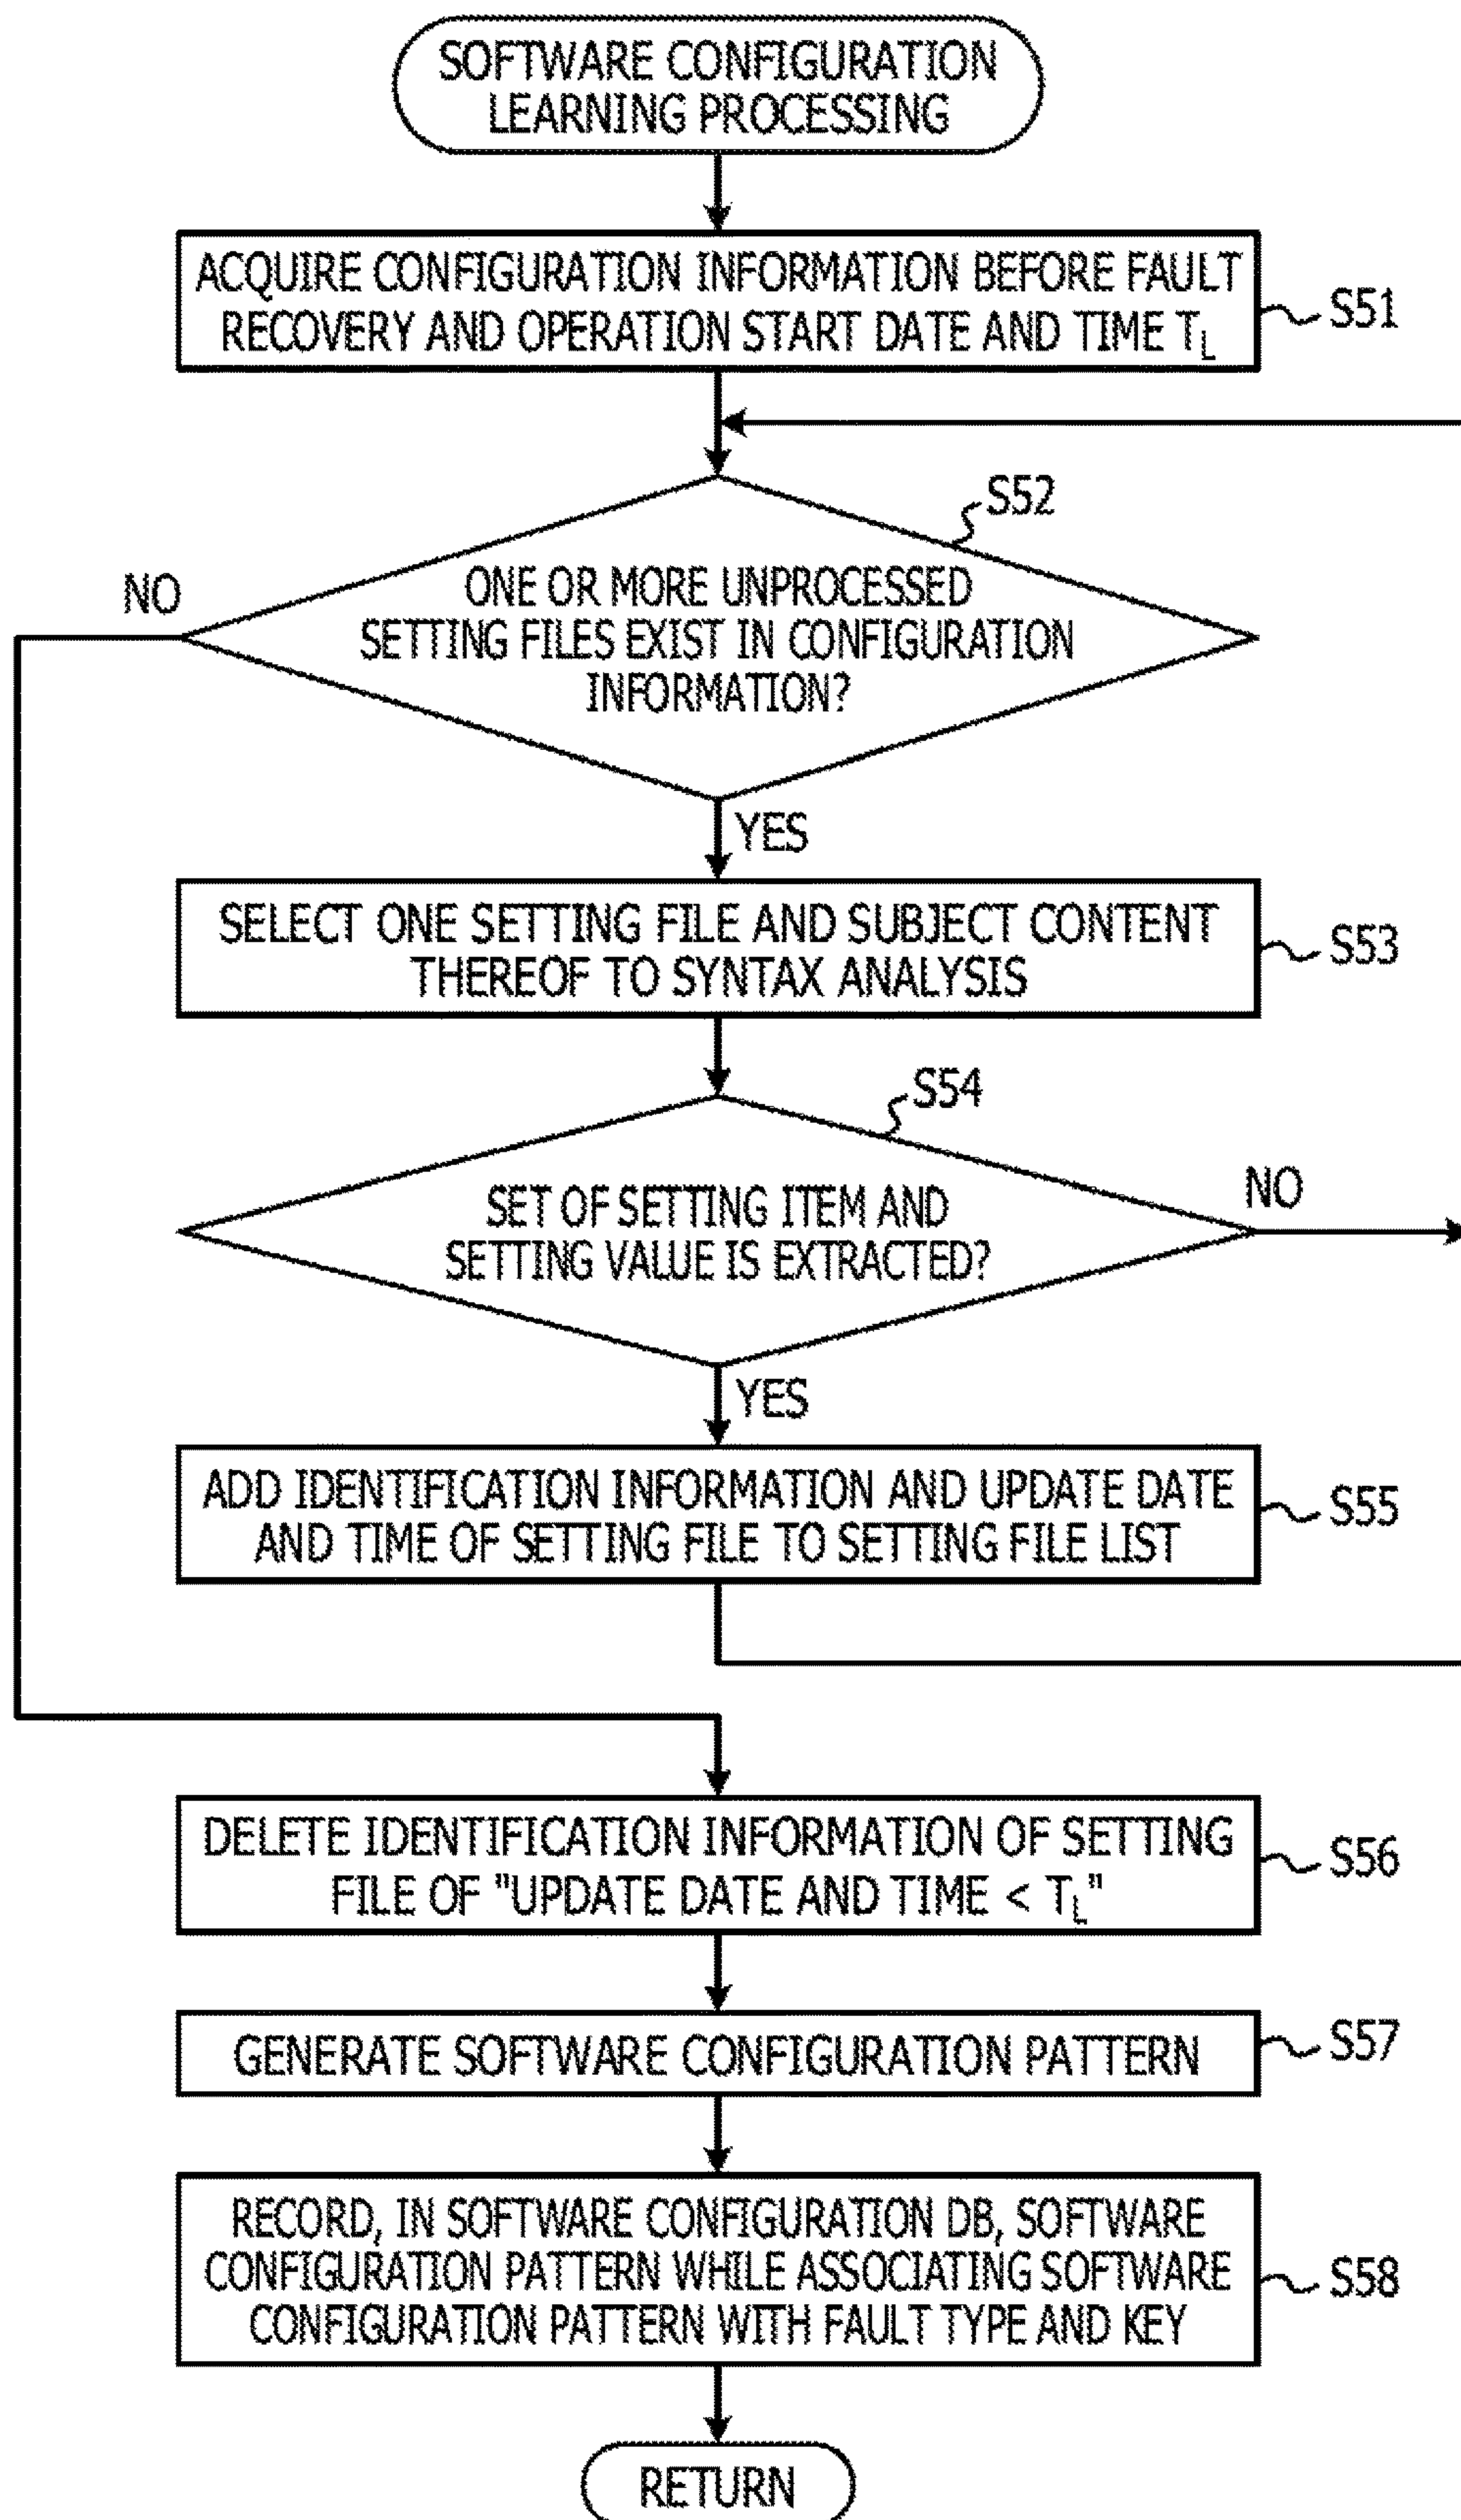 SOFTWARE CONFIGURATION
LEARNING PROCESSING
ACQUIRE CONFIGURATION INFORMATION BEFORE FAULT
RECOVERY AND OPERATION START DATE AND TIME TL
S51
S52
NO
ONE OR MORE UNPROCESSED
SETTING FILES EXIST IN CONFIGURATION
INFORMATION?
YES
SELECT ONE SETTING FILE AND SUBJECT CONTENT
THEREOF TO SYNTAX ANALYSIS
S53
S54
NO
SET OF SETTING ITEM AND
SETTING VALUE IS EXTRACTED?
YES
ADD IDENTIFICATION INFORMATION AND UPDATE DATE
AND TIME OF SETTING FILE TO SETTING FILE LIST
S55
DELETE IDENTIFICATION INFORMATION OF SETTING
FILE OF "UPDATE DATE AND TIME < TL"
S56
GENERATE SOFTWARE CONFIGURATION PATTERN
S57
RECORD, IN SOFTWARE CONFIGURATION DB, SOFTWARE
CONFIGURATION PATTERN WHILE ASSOCIATING SOFTWARE
CONFIGURATION PATTERN WITH FAULT TYPE AND KEY
S58
RETURN